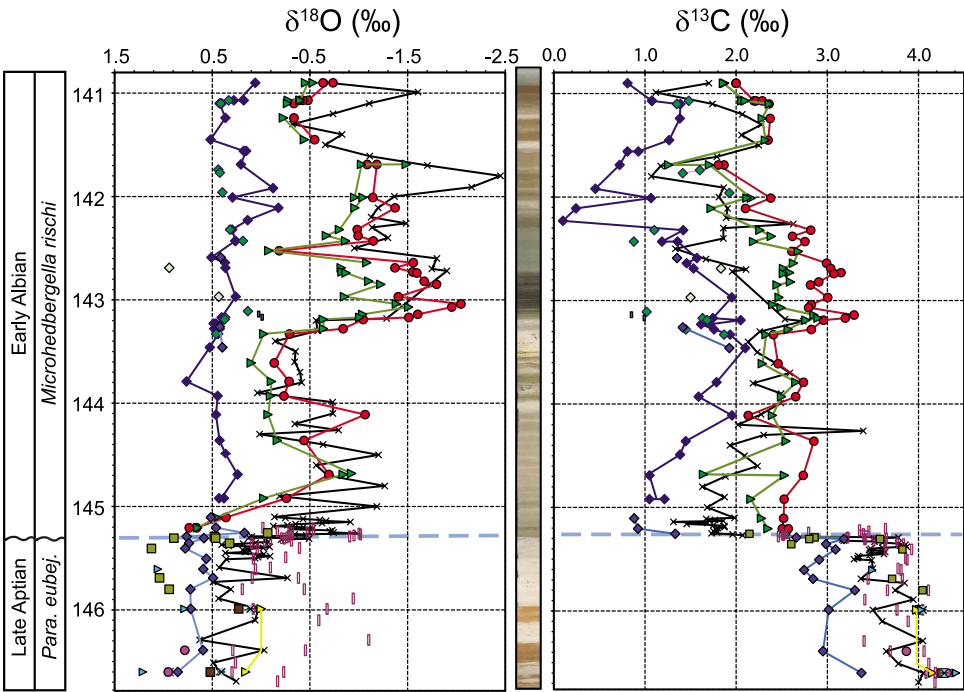 δ18O (‰) δ13C (‰)
1.5 0.5 -0.5 -1.5 -2.5 0.0 1.0 2.0 3.0 4.0
141
142
143
144
145
146
Early Albian
Microhedbergella rischi
Late Aptian
Para. eubej.